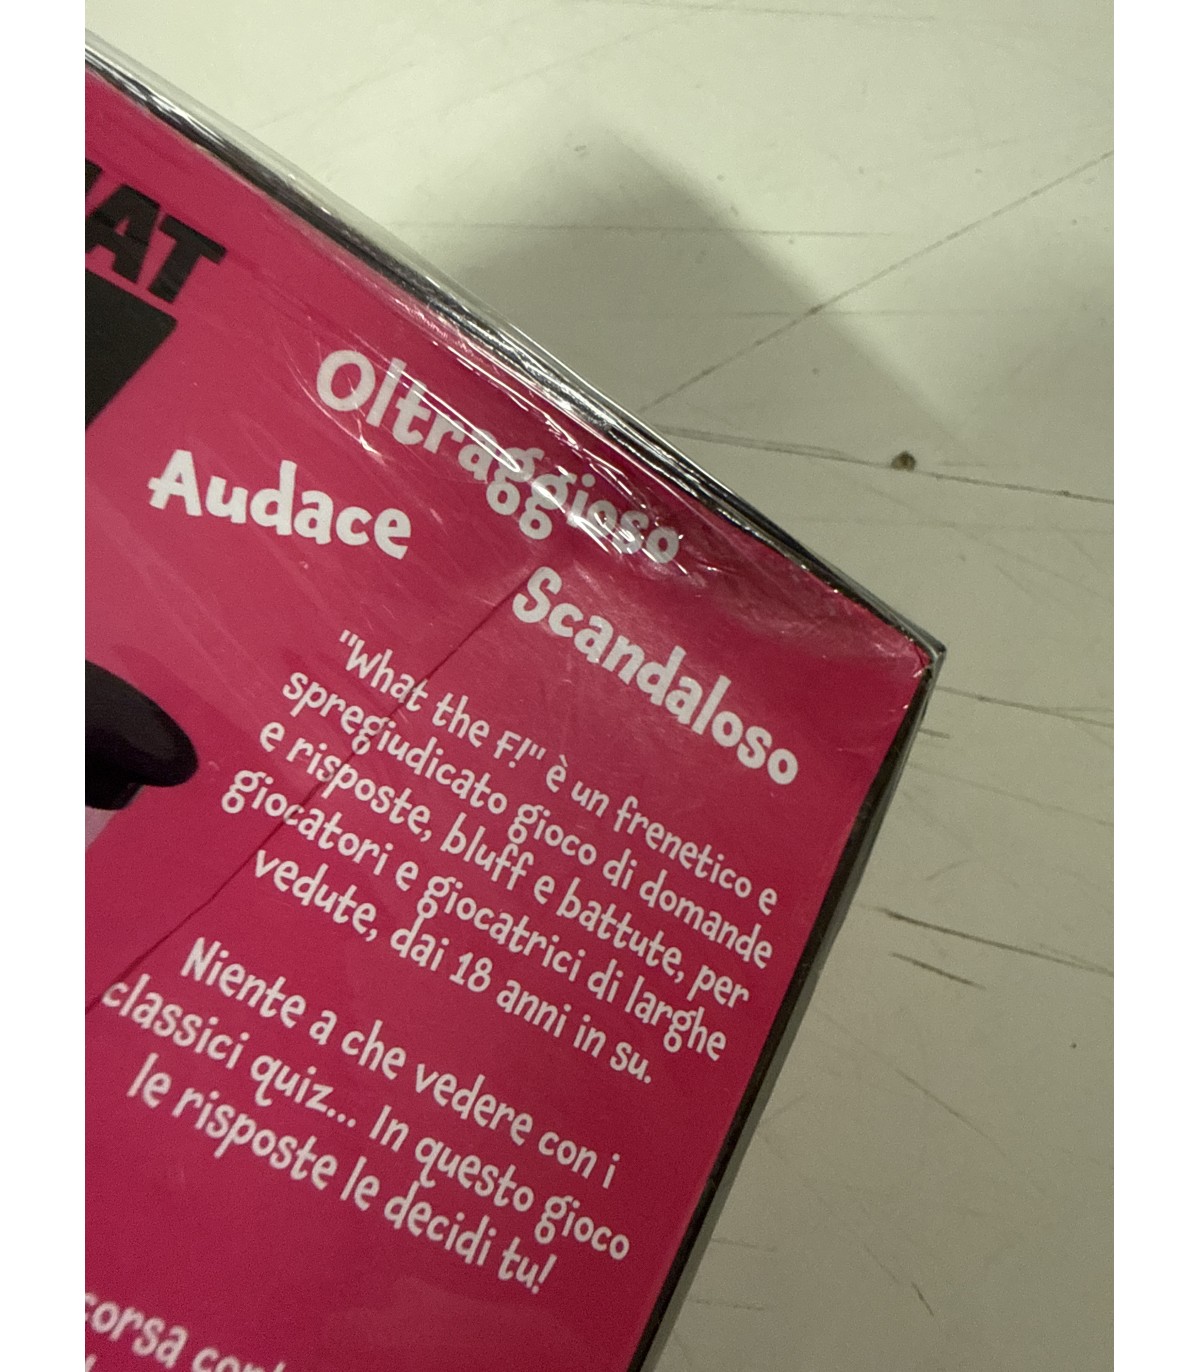 HAT
Oltraggioso
Audace
Scandaloso
"What the F!" è un frenetico e
spregiudicato gioco di domande
e risposte, bluff e battute, per
giocatori e giocatrici di larghe
vedute, dai 18 anni in su.
Niente a che vedere con i
classici quiz... In questo gioco
le risposte le decidi tu!
corsa